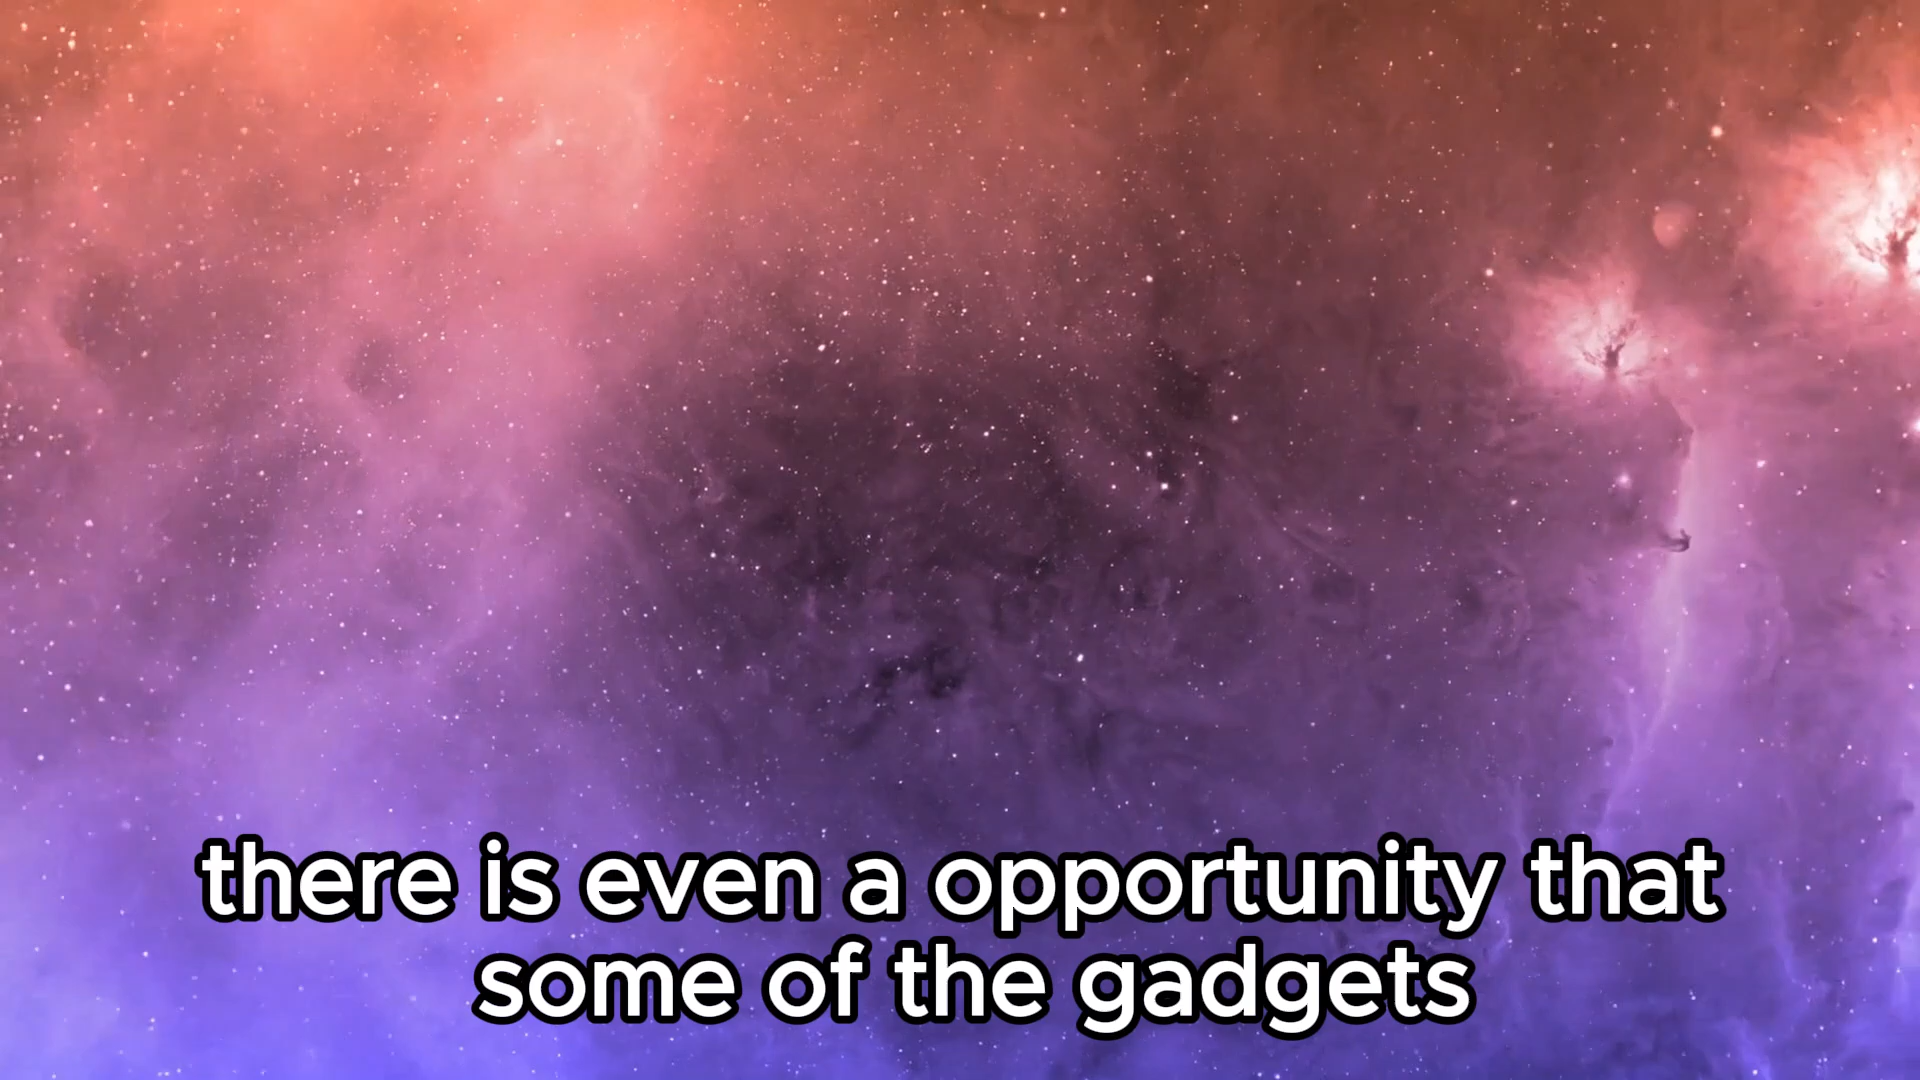 there is even a opportunity that
some of the gadgets